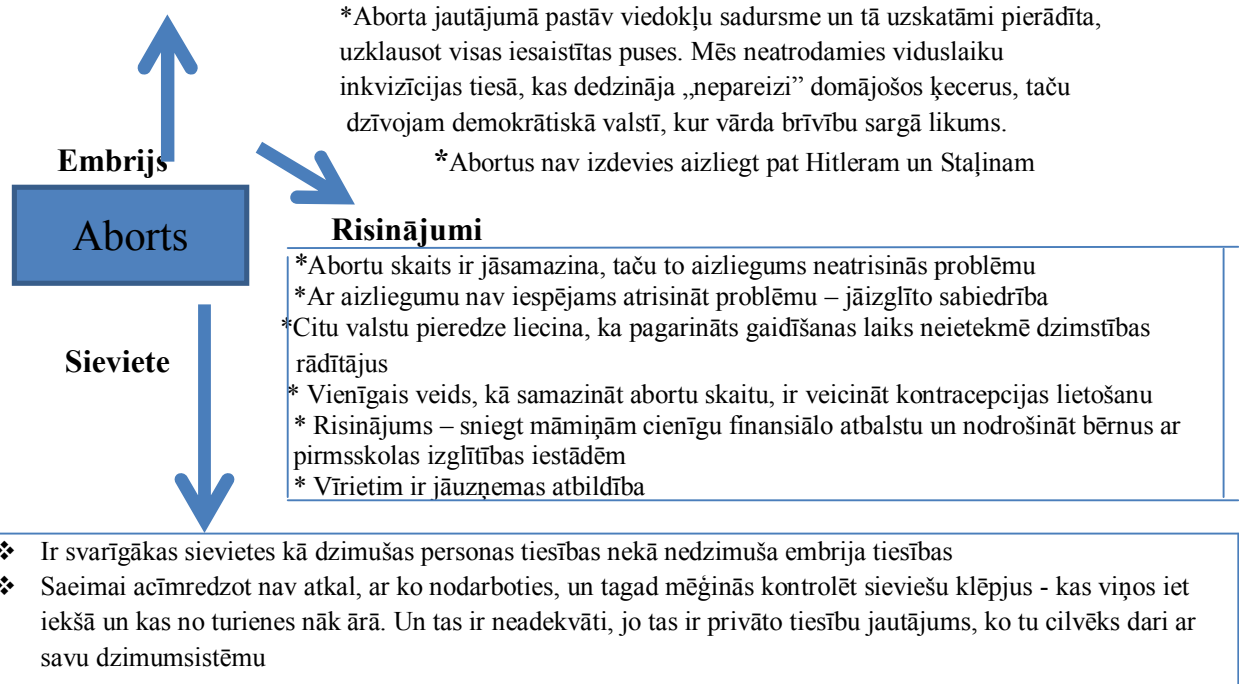 *Aborta jautājumā pastāv viedokļu sadursme un tā uzskatāmi pierādīta,
uzklausot visas iesaistītas puses. Mēs neatrodamies viduslaiku
inkvizīcijas tiesā, kas dedzināja „nepareizi” domājošos ķecerus, taču
dzīvojam demokrātiskā valstī, kur vārda brīvību sargā likums.
*Abortus nav izdevies aizliegt pat Hitleram un Staļinam
Embrijs
Aborts
Sieviete
Risinājumi
*Abortu skaits ir jāsamazina, taču to aizliegums neatrisinās problēmu
*Ar aizliegumu nav iespējams atrisināt problēmu – jāizglīto sabiedrība
*Citu valstu pieredze liecina, ka pagarināts gaidīšanas laiks neietekmē dzimstības
rādītājus
* Vienīgais veids, kā samazināt abortu skaitu, ir veicināt kontracepcijas lietošanu
* Risinājums – sniegt māmiņām cienīgu finansiālo atbalstu un nodrošināt bērnus ar
pirmsskolas izglītības iestādēm
* Vīrietim ir jāuzņemas atbildība
❖ Ir svarīgākas sievietes kā dzimušas personas tiesības nekā nedzimuša embrija tiesības
❖ Saeimai acīmredzot nav atkal, ar ko nodarboties, un tagad mēģinās kontrolēt sieviešu klēpjus - kas viņos iet
iekšā un kas no turienes nāk ārā. Un tas ir neadekvāti, jo tas ir privāto tiesību jautājums, ko tu cilvēks dari ar
savu dzimumsistēmu